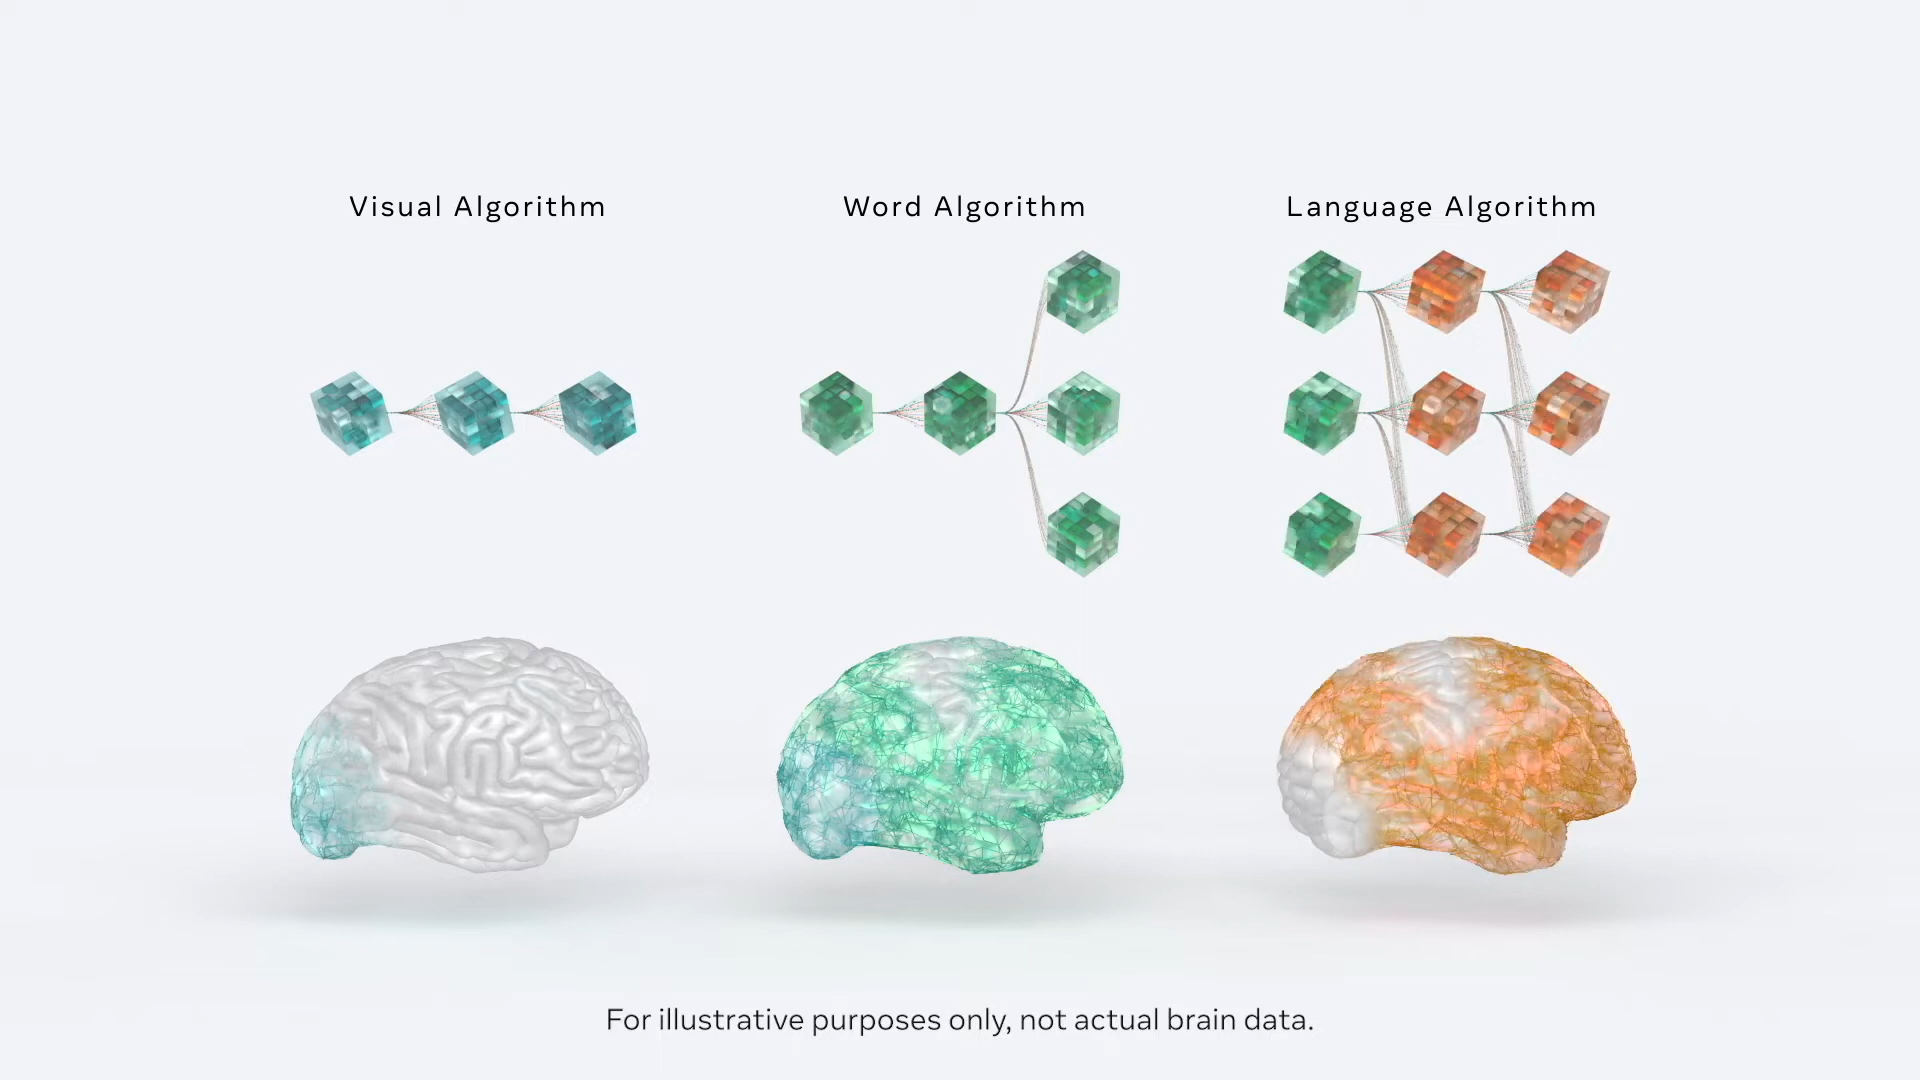 Visual Algorithm
Word Algorithm
Language Algorithm
For illustrative purposes only, not actual brain data.